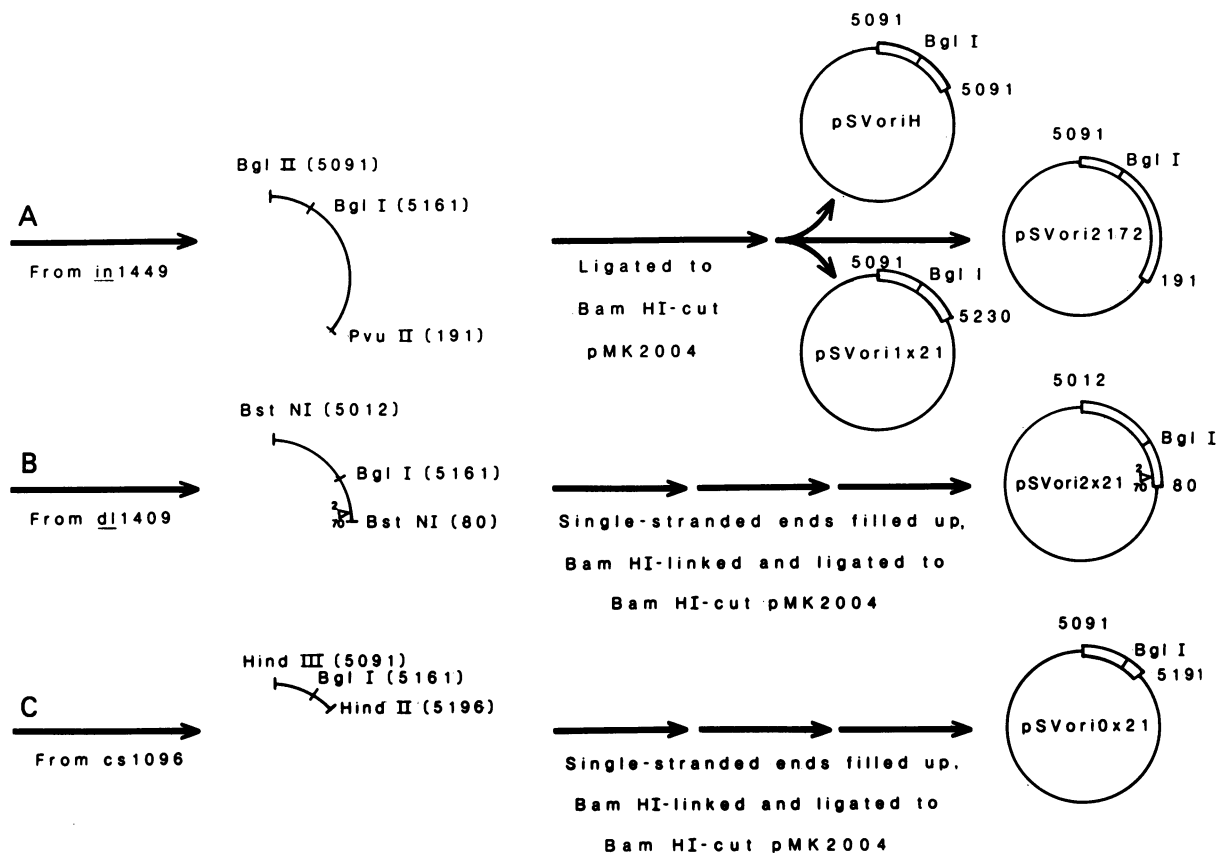 5091
Bgl I
5091
pSVoriH
Bgl II (5091)
Bgl I (5161)
Pvu II (191)
A
From in1449
Ligated to
Bam HI-cut
pMK2004
5091
Bgl I
pSVori2172
191
5091
Bgl I
5230
pSVori1x21
Bst NI (5012)
Bgl I (5161)
2
70
Bst NI (80)
B
From dl1409
Single-stranded ends filled up,
Bam HI-linked and ligated to
Bam HI-cut pMK2004
5012
Bgl I
pSVori2x21
2
70
80
Hind III (5091)
Bgl I (5161)
Hind II (5196)
C
From cs1096
Single-stranded ends filled up,
Bam HI-linked and ligated to
Bam HI-cut pMK2004
5091
Bgl I
5191
pSVori0x21